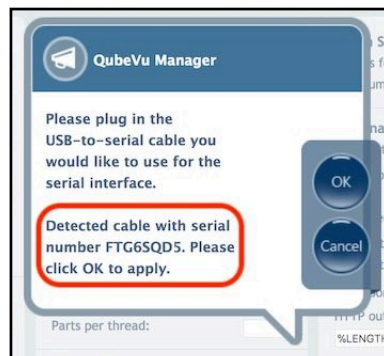 QubeVu Manager
Please plug in the
USB-to-serial cable you
would like to use for the
serial interface.
OK
Detected cable with serial
number FTG6SQD5. Please
click OK to apply.
Cancel
Parts per thread:
HTTP
%LENGTH